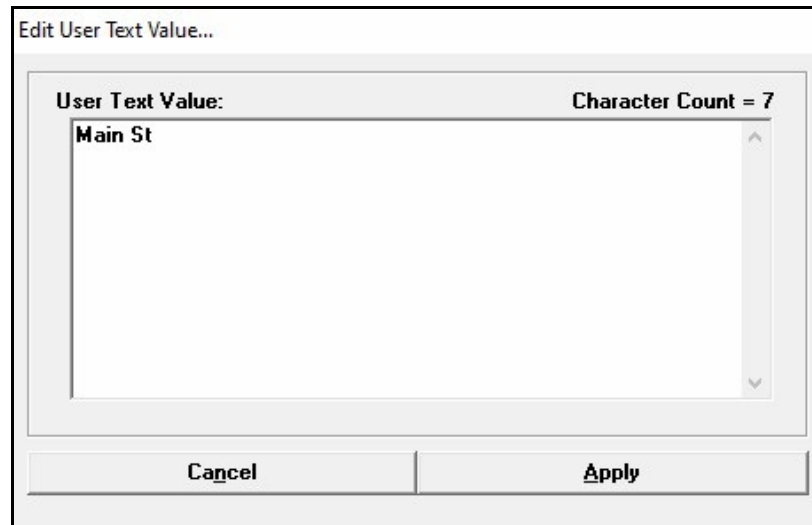 Edit User Text Value...
User Text Value: Character Count = 7
Main St
Cancel Apply